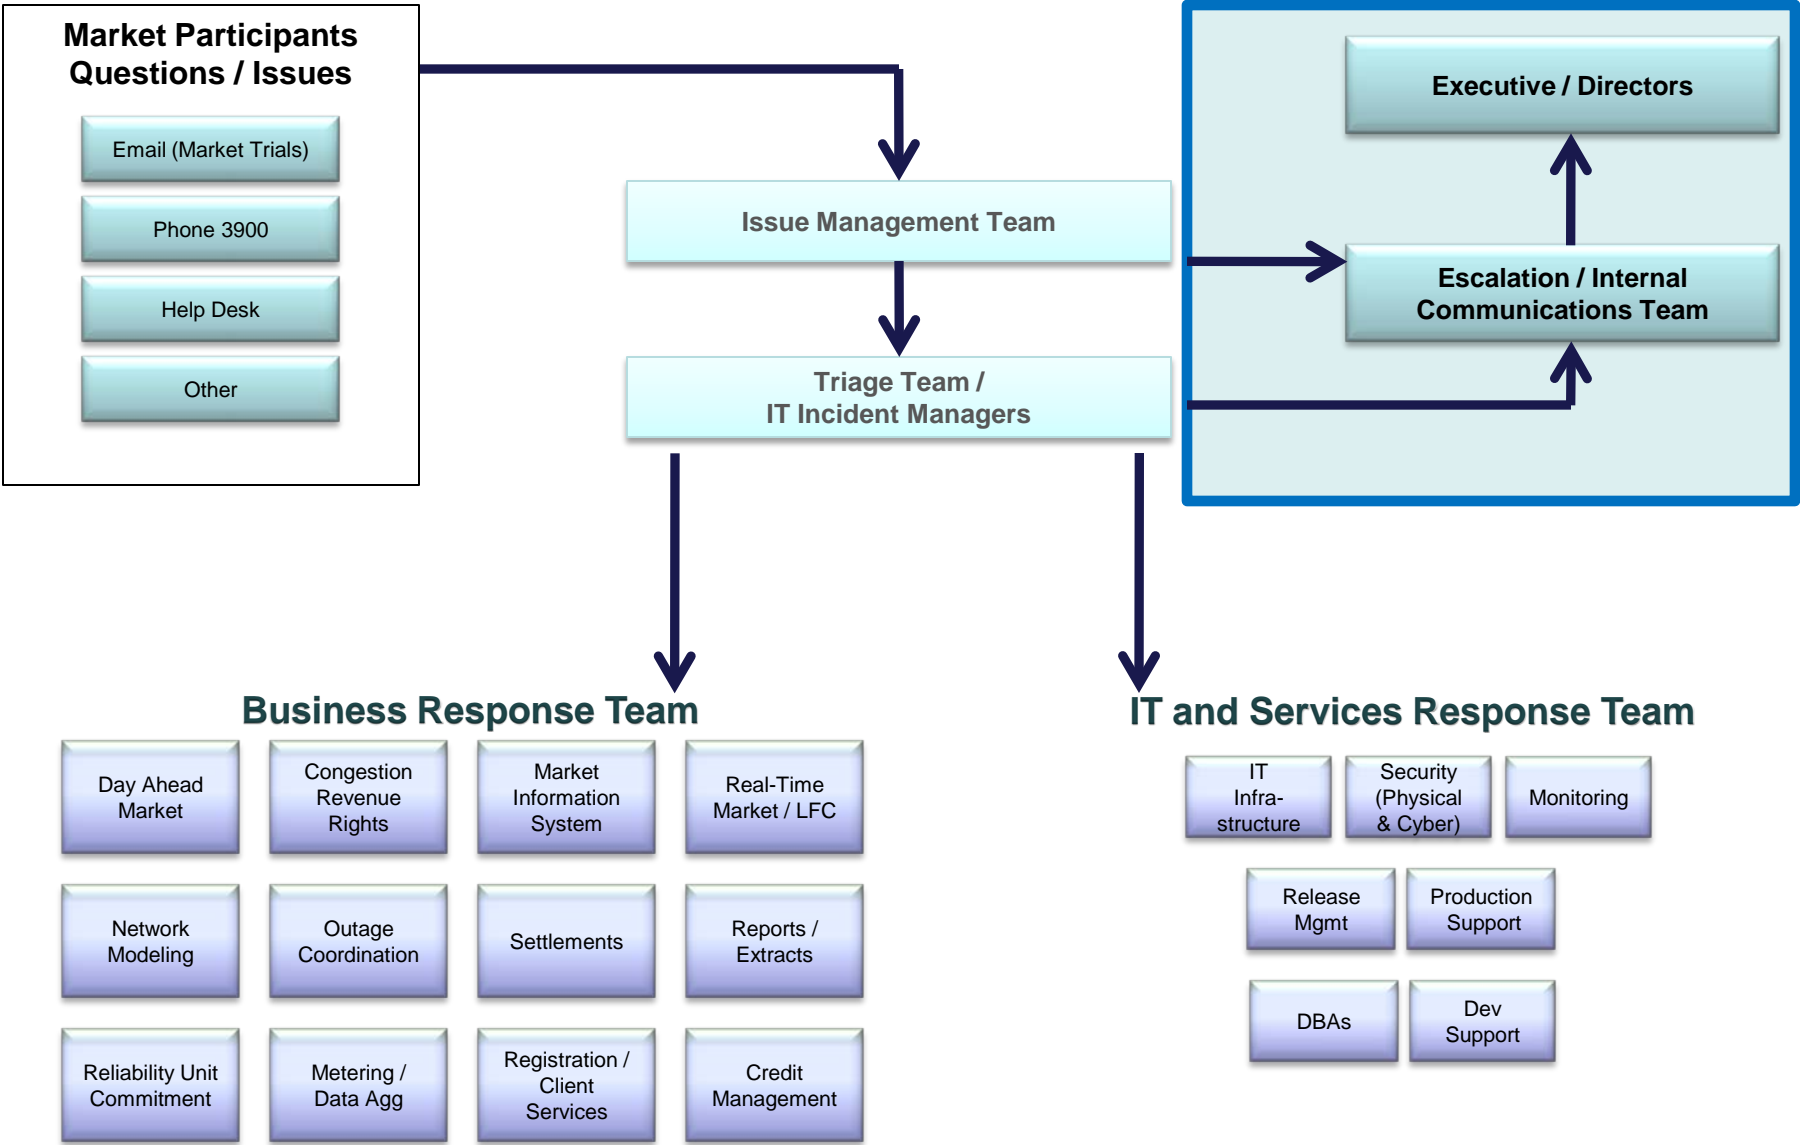 Market Participants
Questions / Issues
Email (Market Trials)
Phone 3900
Help Desk
Other
Issue Management Team
Triage Team /
IT Incident Managers
Executive / Directors
Escalation / Internal
Communications Team
Business Response Team
Day Ahead
Market
Congestion
Revenue
Rights
Market
Information
System
Real-Time
Market / LFC
Network
Modeling
Outage
Coordination
Settlements
Reports /
Extracts
Reliability Unit
Commitment
Metering /
Data Agg
Registration /
Client
Services
Credit
Management
IT and Services Response Team
IT
Infra-
structure
Security
(Physical
& Cyber)
Monitoring
Release
Mgmt
Production
Support
DBAs
Dev
Support